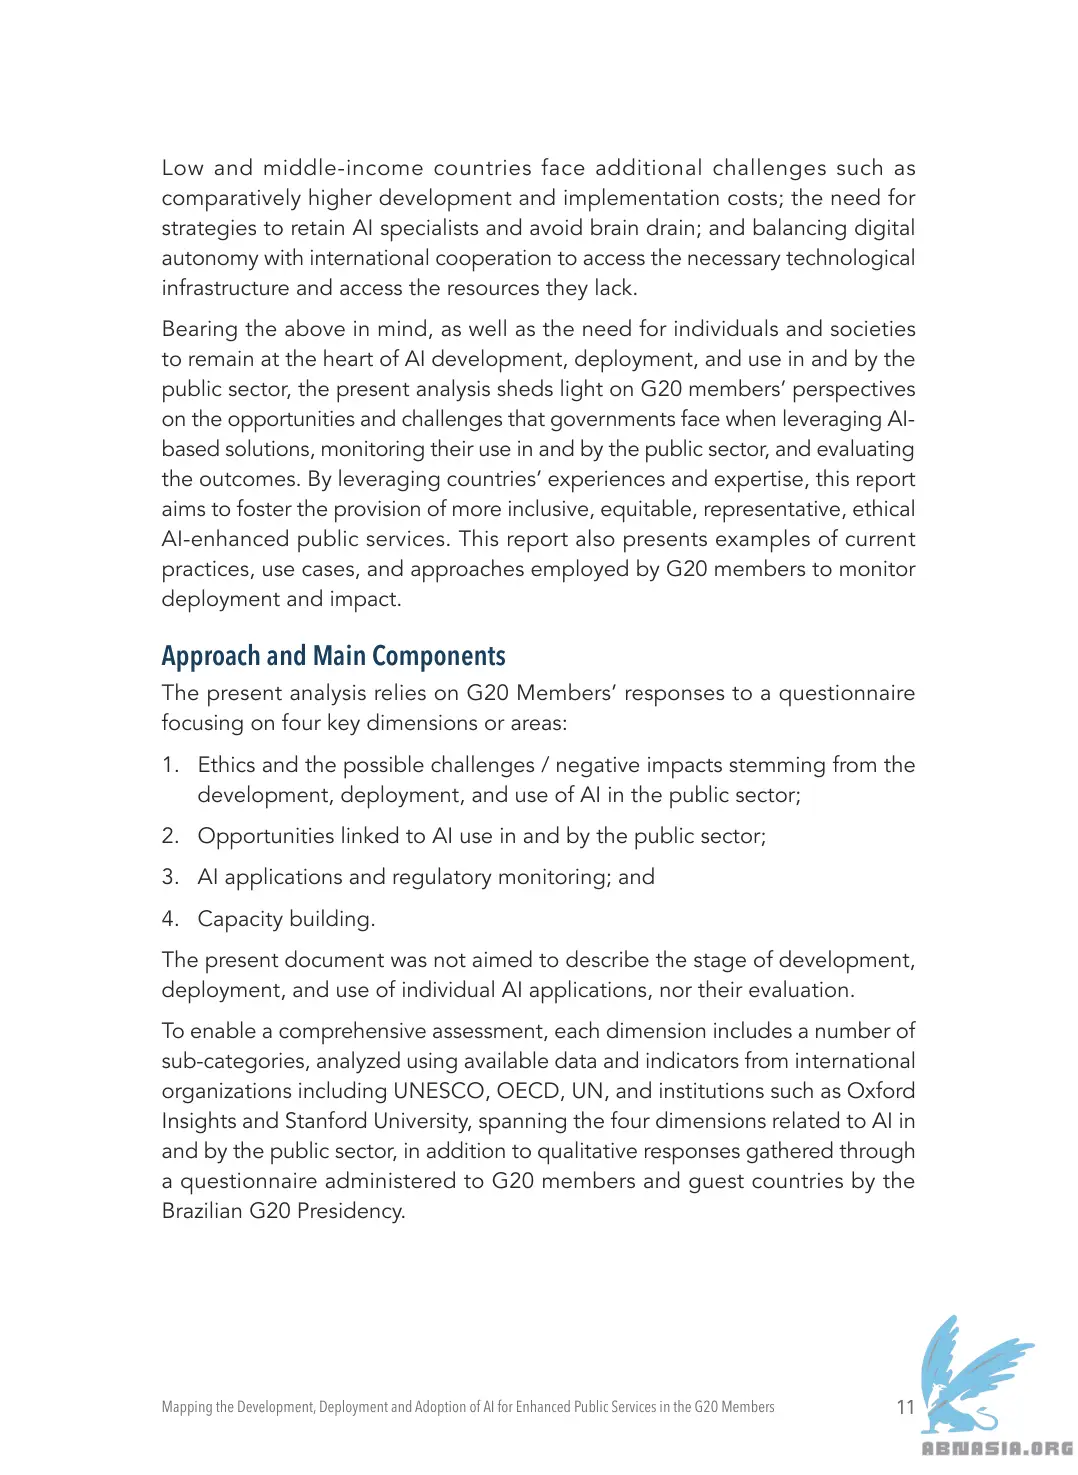 Low and middle-income countries face additional challenges such as
comparatively higher development and implementation costs; the need for
strategies to retain AI specialists and avoid brain drain; and balancing digital
autonomy with international cooperation to access the necessary technological
infrastructure and access the resources they lack.
Bearing the above in mind, as well as the need for individuals and societies
to remain at the heart of AI development, deployment, and use in and by the
public sector, the present analysis sheds light on G20 members’ perspectives
on the opportunities and challenges that governments face when leveraging AI-
based solutions, monitoring their use in and by the public sector, and evaluating
the outcomes. By leveraging countries’ experiences and expertise, this report
aims to foster the provision of more inclusive, equitable, representative, ethical
AI-enhanced public services. This report also presents examples of current
practices, use cases, and approaches employed by G20 members to monitor
deployment and impact.
Approach and Main Components
The present analysis relies on G20 Members’ responses to a questionnaire
focusing on four key dimensions or areas:
1. Ethics and the possible challenges / negative impacts stemming from the
development, deployment, and use of AI in the public sector;
2. Opportunities linked to AI use in and by the public sector;
3. AI applications and regulatory monitoring; and
4. Capacity building.
The present document was not aimed to describe the stage of development,
deployment, and use of individual AI applications, nor their evaluation.
To enable a comprehensive assessment, each dimension includes a number of
sub-categories, analyzed using available data and indicators from international
organizations including UNESCO, OECD, UN, and institutions such as Oxford
Insights and Stanford University, spanning the four dimensions related to AI in
and by the public sector, in addition to qualitative responses gathered through
a questionnaire administered to G20 members and guest countries by the
Brazilian G20 Presidency.
Mapping the Development, Deployment and Adoption of AI for Enhanced Public Services in the G20 Members 11
ABNASIA.ORG